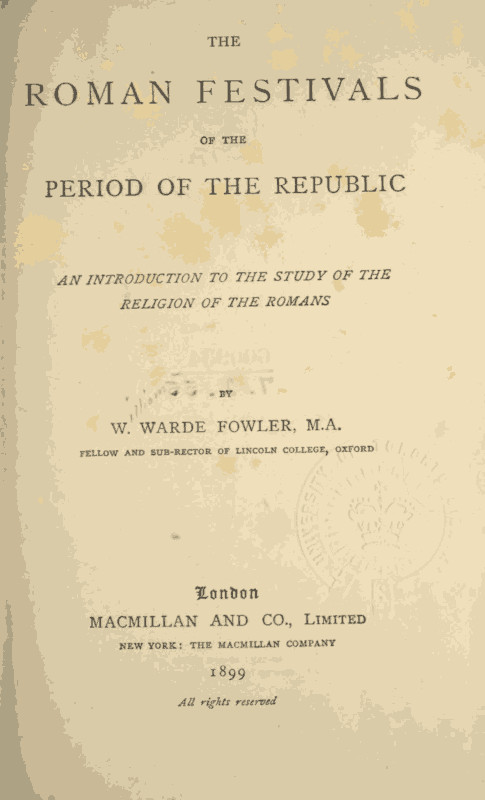 THE
ROMAN FESTIVALS
OF THE
PERIOD OF THE REPUBLIC
AN INTRODUCTION TO THE STUDY OF THE
RELIGION OF THE ROMANS
BY
W. WARDE FOWLER, M.A.
FELLOW AND SUB-RECTOR OF LINCOLN COLLEGE, OXFORD
London
MACMILLAN AND CO., LIMITED
NEW YORK: THE MACMILLAN COMPANY
1899
All rights reserved